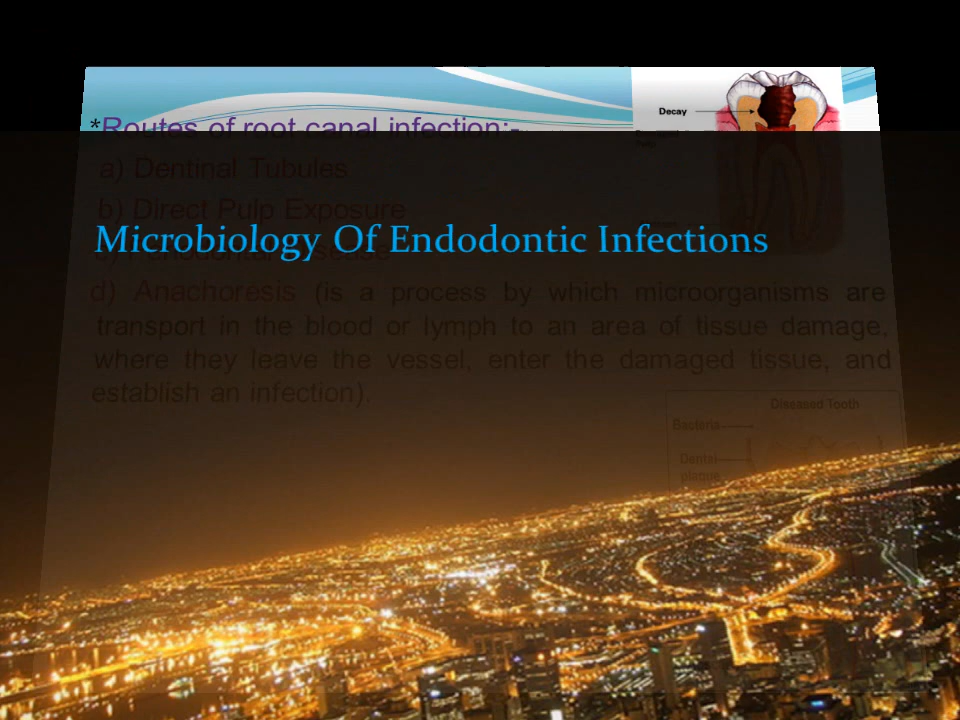 Decay
*Routes of root canal infection:-
a) Dentinal Tubules
b) Direct Pulp Exposure
Microbiology Of Endodontic Infections
d) Anachoresis (is a process by which microorganisms are
transport in the blood or lymph to an area of tissue damage,
where they leave the vessel, enter the damaged tissue, and
establish an infection).
Diseased Tooth
Bacteria
Dental
plaque